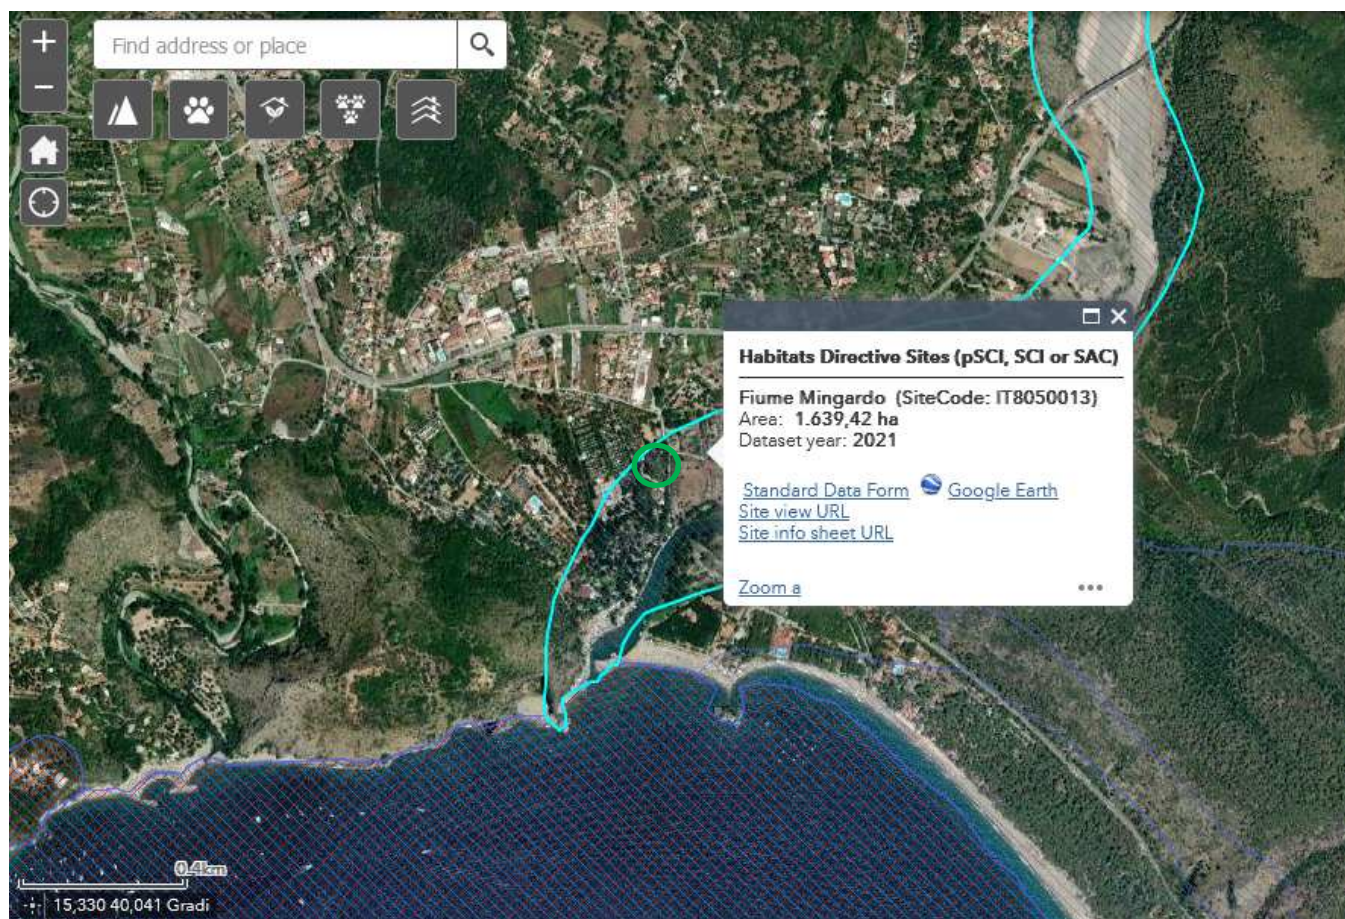 Find address or place
Habitats Directive Sites (pSCI, SCI or SAC)
Fiume Mingardo (SiteCode: IT8050013)
Area: 1.639,42 ha
Dataset year: 2021
Standard Data Form Google Earth
Site view URL
Site info sheet URL
Zoom a
0.4km
15,330 40,041 Gradi